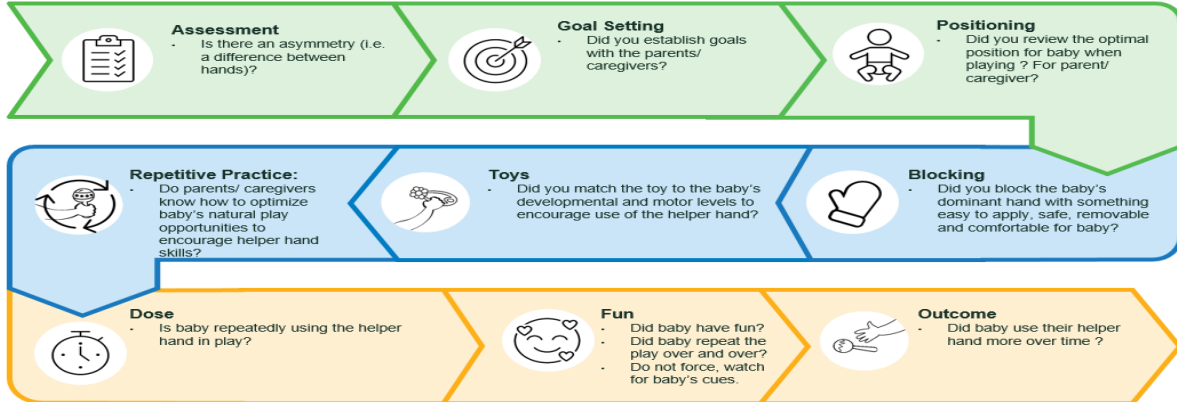 Assessment
· Is there an asymmetry (i.e.
a difference between
hands)?
Goal Setting
· Did you establish goals
with the parents/
caregivers?
Positioning
· Did you review the optimal
position for baby when
playing ? For parent/
caregiver?
Blocking
· Did you block the baby's
dominant hand with something
easy to apply, safe, removable
and comfortable for baby?
Toys
· Did you match the toy to the baby's
developmental and motor levels to
encourage use of the helper hand?
Repetitive Practice:
· Do parents/ caregivers
know how to optimize
baby's natural play
opportunities to
encourage helper hand
skills?
Dose
· Is baby repeatedly using the helper
hand in play?
Fun
· Did baby have fun?
· Did baby repeat the
play over and over?
· Do not force, watch
for baby's cues.
Outcome
· Did baby use their helper
hand more over time ?